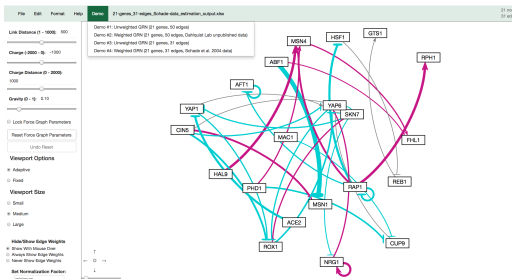 File Edit Format Help Demo 21-genes_31-edges_Schade-data_estimation_output.xlsx
Demo #1: Unweighted GRN (21 genes, 50 edges)
Demo #2: Weighted GRN (21 genes, 50 edges, Dahlquist Lab unpublished data)
Demo #3: Unweighted GRN (21 genes, 31 edges)
Demo #4: Weighted GRN (21 genes, 31 edges, Schade et al. 2004 data)
Link Distance (1 - 1000): 500
Charge (-2000 - 0): -1000
Charge Distance (0 - 2000):
1000
Gravity (0 - 1): 0.10
Lock Force Graph Parameters
Reset Force Graph Parameters
Undo Reset
Viewport Options
Adaptive
Fixed
Viewport Size
Small
Medium
Large
Hide/Show Edge Weights
Show With Mouse Over
Always Show Edge Weights
Never Show Edge Weights
Set Normalization Factor:
HSF1
GTS1
MSN4
RPH1
ABF1
AFT1
YAP1
YAP6
SKN7
CIN5
MAC1
FHL1
HAL9
PHD1
RAP1
REB1
MSN1
ACE2
ROX1
CUP9
NRG1